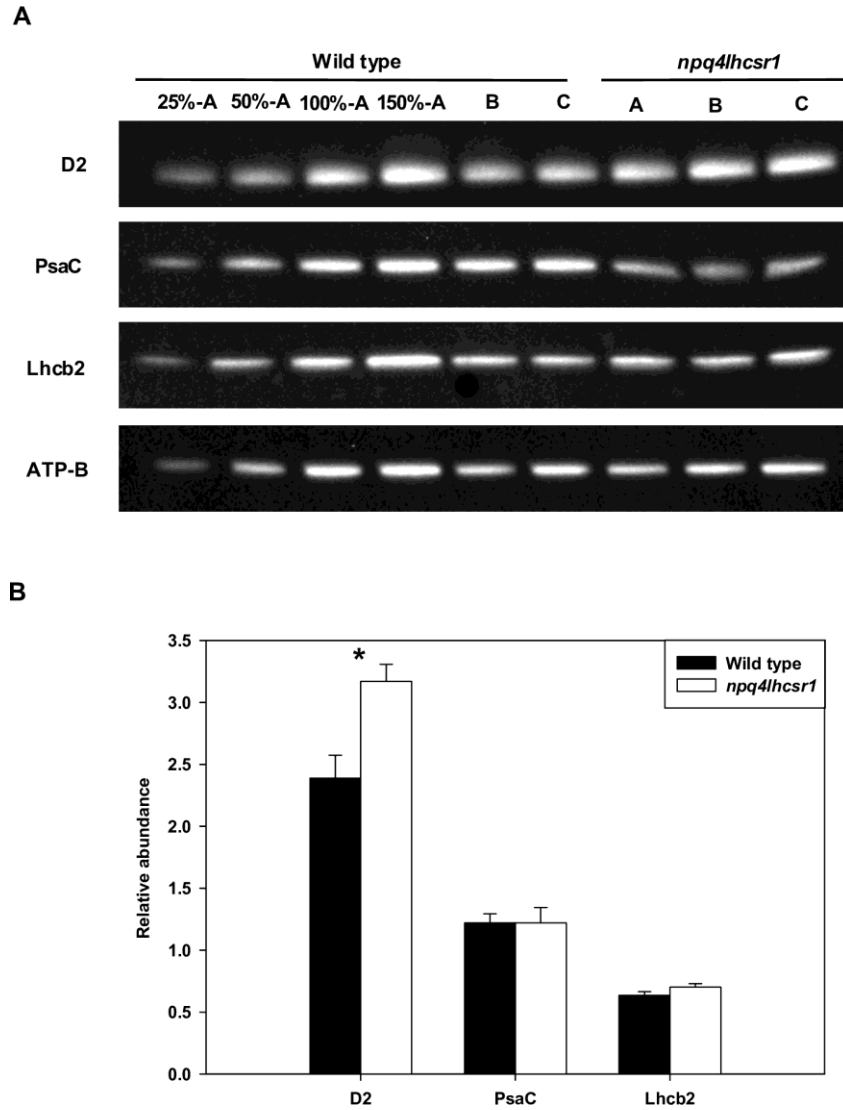 A
Wild type npq4lhcsr1
25%-A 50%-A 100%-A 150%-A B C A B C
D2
PsaC
Lhcb2
ATP-B
B
3.5
3.0
2.5
2.0
1.5
1.0
0.5
0.0
Relative abundance
*
Wild type
npq4lhcsr1
D2 PsaC Lhcb2